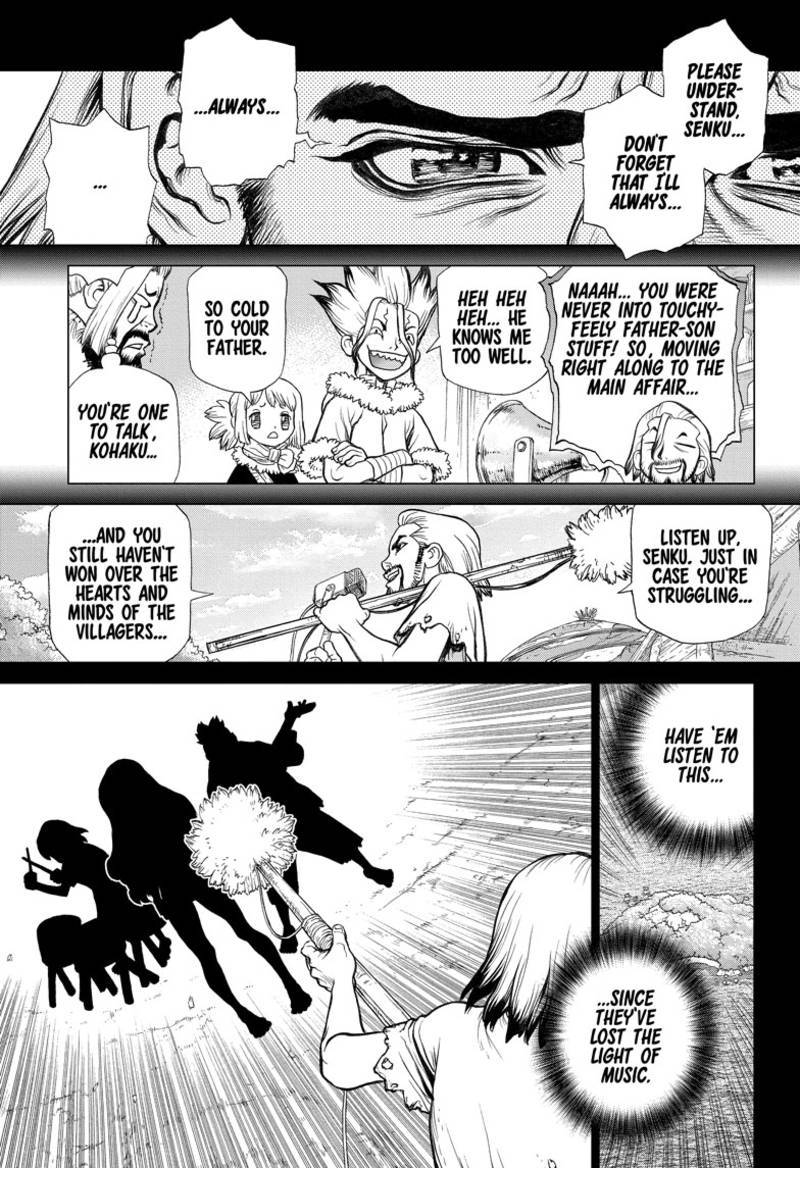 PLEASE
UNDER-
STAND,
SENKU...
DON'T
FORGET
THAT I'LL
ALWAYS...
...ALWAYS...
...
NAAAH... YOU WERE
NEVER INTO TOUCHY-
FEELY FATHER-SON
STUFF! SO, MOVING
RIGHT ALONG TO THE
MAIN AFFAIR...
HEH HEH
HEH... HE
KNOWS ME
TOO WELL.
SO COLD
TO YOUR
FATHER.
YOU'RE ONE
TO TALK,
KOHAKU...
LISTEN UP,
SENKU. JUST IN
CASE YOU'RE
STRUGGLING...
...AND YOU
STILL HAVEN'T
WON OVER THE
HEARTS AND
MINDS OF THE
VILLAGERS...
HAVE 'EM
LISTEN TO
THIS...
...SINCE
THEY'VE
LOST THE
LIGHT OF
MUSIC.